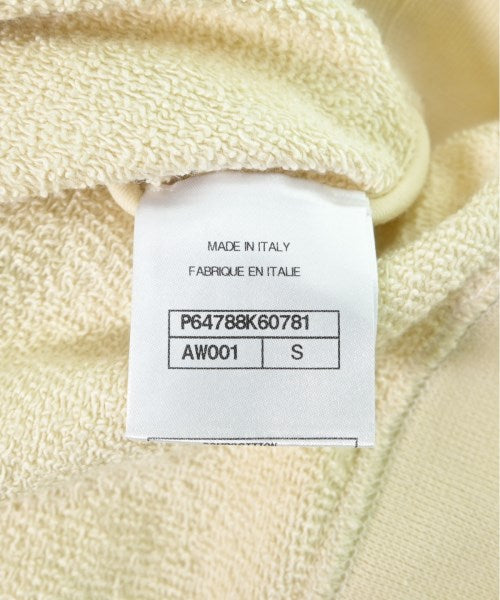 MADE IN ITALY
FABRIQUE EN ITALIE
P64788K60781
AW001 S